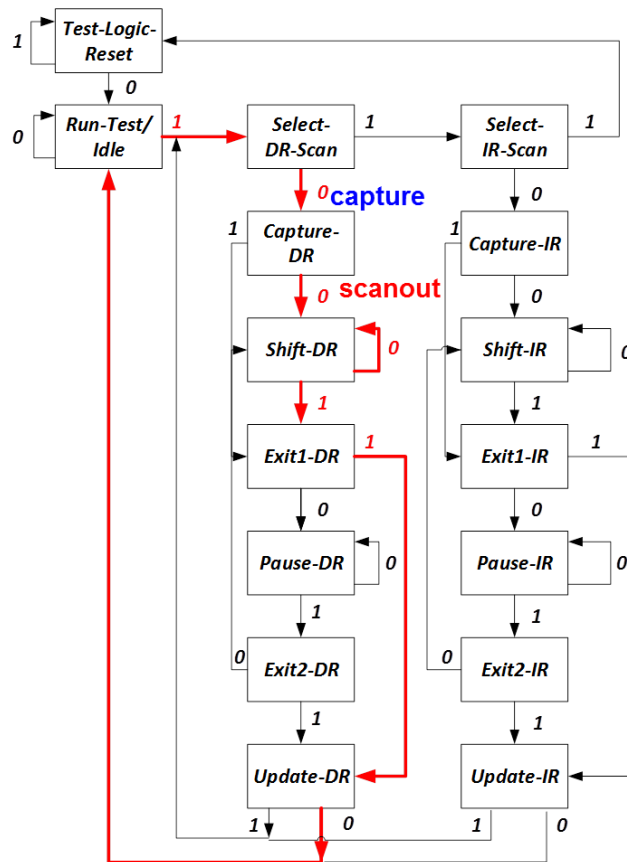 Test-Logic-
Reset
1
0
Run-Test/
Idle
0
1
Select-
DR-Scan
1
Select-
IR-Scan
1
0
capture
0
Capture-
DR
1
Capture-IR
1
0
scanout
0
Shift-DR
0
Shift-IR
0
1
1
Exit1-DR
1
Exit1-IR
1
0
0
Pause-DR
0
Pause-IR
0
1
1
Exit2-DR
0
Exit2-IR
0
1
1
Update-DR
Update-IR
1
0
1
0